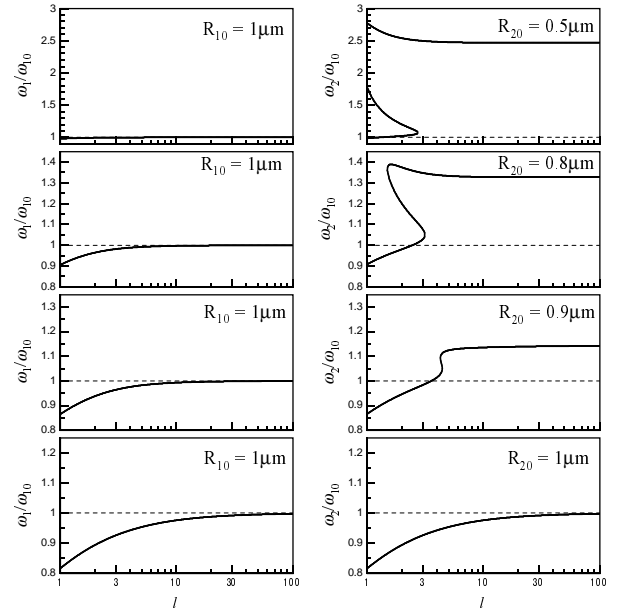 3
2.5
2
1.5
1
ω₁/ω₁₀
R₁₀ = 1μm
3
2.5
2
1.5
1
ω₂/ω₁₀
R₂₀ = 0.5μm
1.4
1.3
1.2
1.1
1
0.9
0.8
ω₁/ω₁₀
R₁₀ = 1μm
1.4
1.3
1.2
1.1
1
0.9
0.8
ω₂/ω₁₀
R₂₀ = 0.8μm
1.3
1.2
1.1
1
0.9
0.8
ω₁/ω₁₀
R₁₀ = 1μm
1.3
1.2
1.1
1
0.9
0.8
ω₂/ω₁₀
R₂₀ = 0.9μm
1.2
1.1
1
0.9
0.8
ω₁/ω₁₀
R₁₀ = 1μm
1 3 10 30 100
l
1.2
1.1
1
0.9
0.8
ω₂/ω₁₀
R₂₀ = 1μm
1 3 10 30 100
l